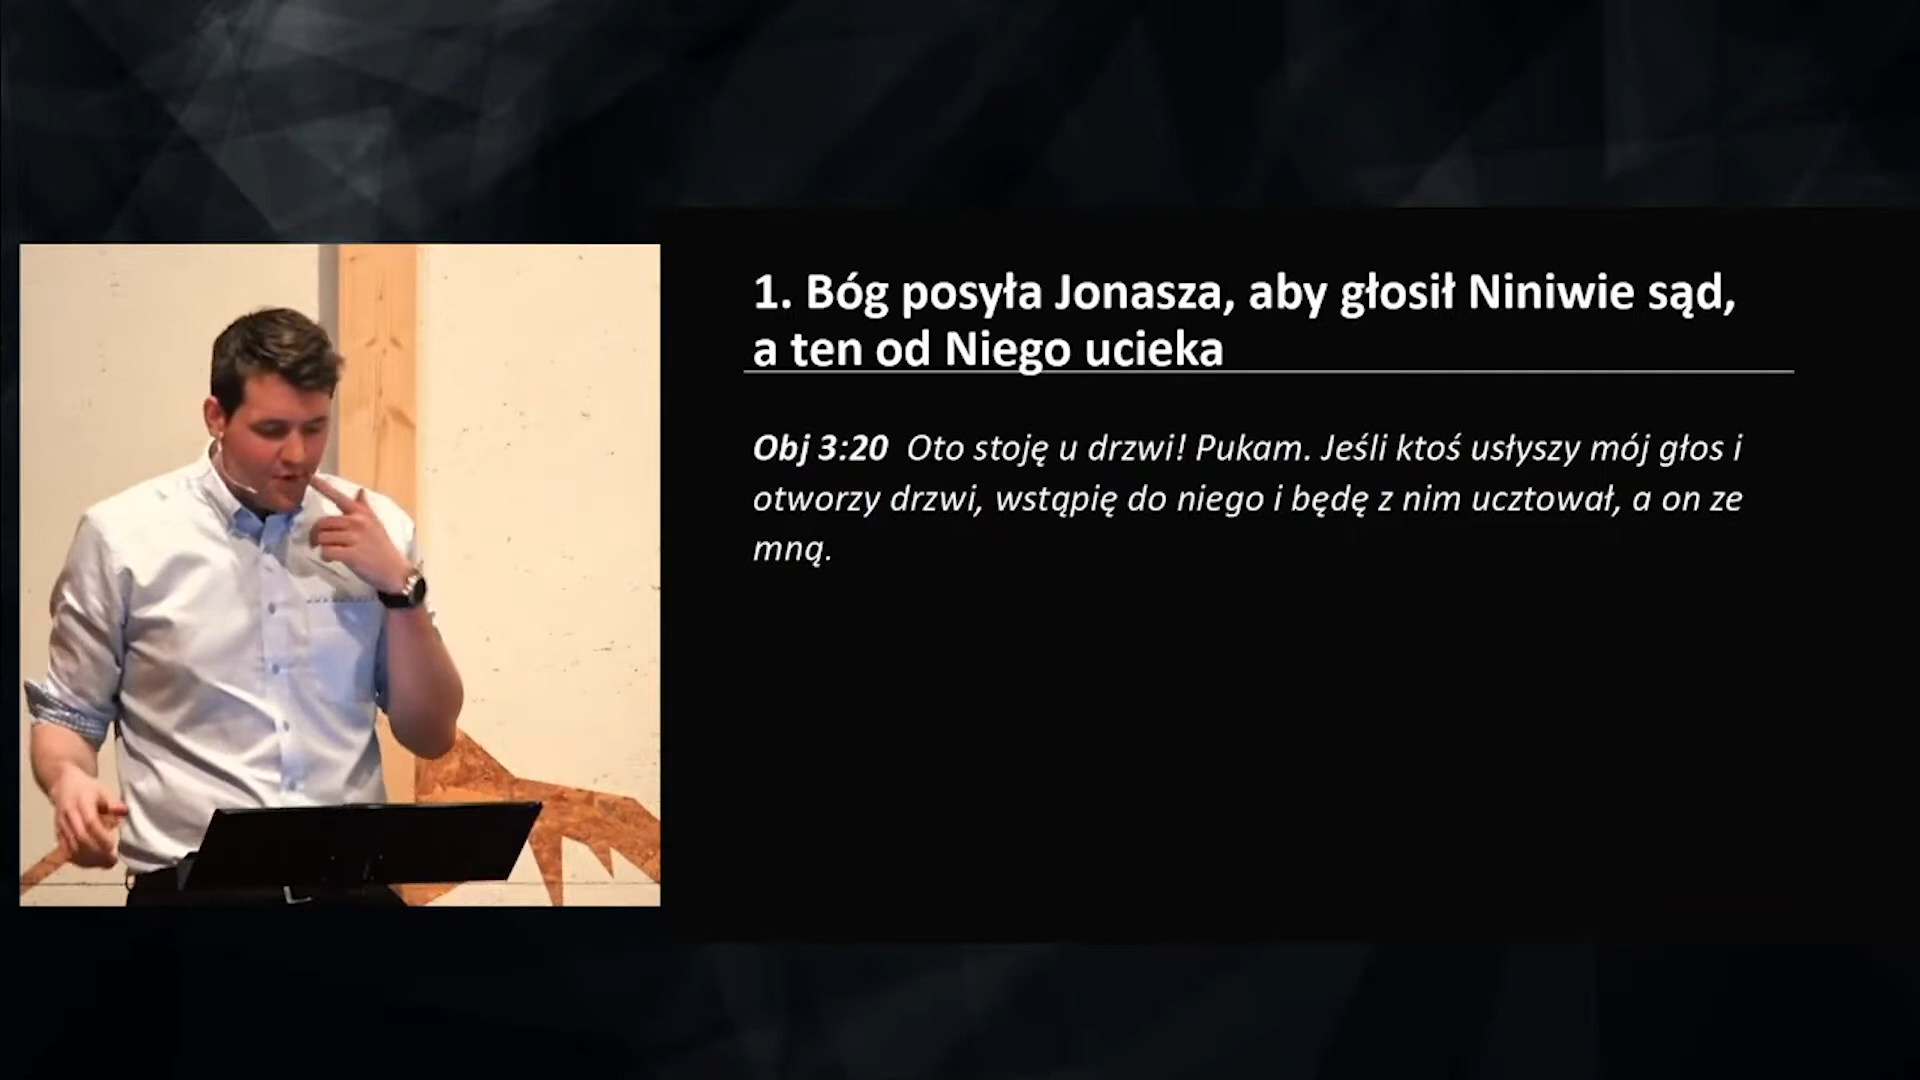 1. Bóg posyła Jonasza, aby głosił Niniwie sąd,
a ten od Niego ucieka
Obj 3:20 Oto stoję u drzwi! Pukam. Jeśli ktoś usłyszy mój głos i
otworzy drzwi, wstąpię do niego i będę z nim ucztował, a on ze
mną.